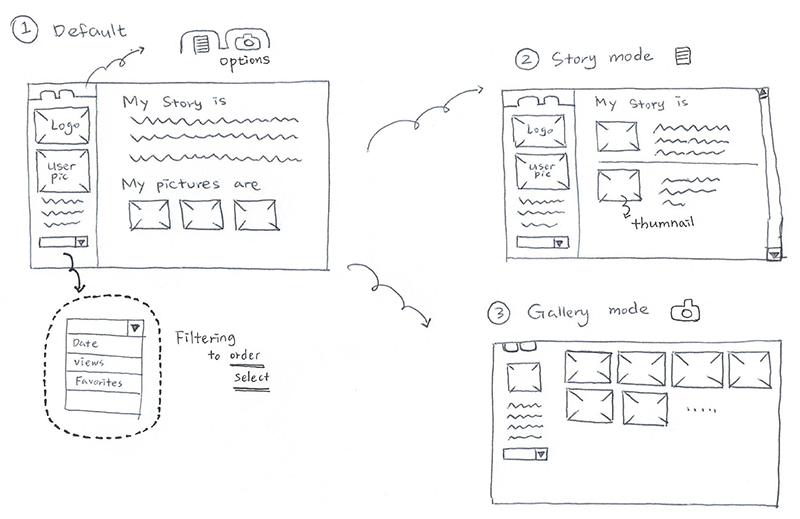 1 Default
options
Logo
user
pic
My Story is
My pictures are
Date
views
Favorites
Filtering
to order
select
2 Story mode
Logo
user
pic
My Story is
thumnail
3 Gallery mode